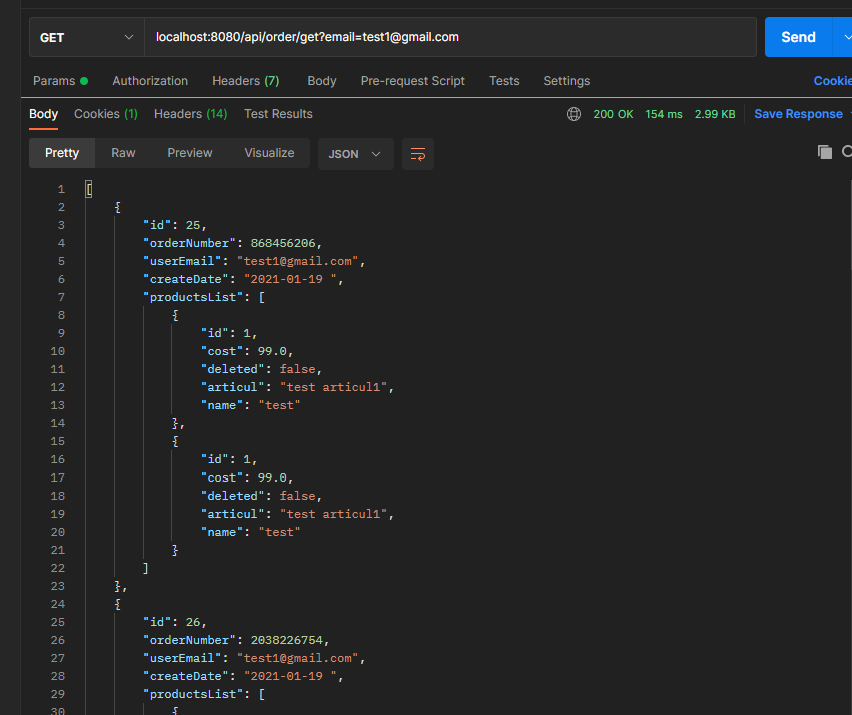 GET localhost:8080/api/order/get?email=test1@gmail.com Send
Params Authorization Headers (7) Body Pre-request Script Tests Settings Cookie
Body Cookies (1) Headers (14) Test Results 200 OK 154 ms 2.99 KB Save Response
Pretty Raw Preview Visualize JSON
1 [
2 {
3 "id": 25,
4 "orderNumber": 868456206,
5 "userEmail": "test1@gmail.com",
6 "createDate": "2021-01-19 ",
7 "productsList": [
8 {
9 "id": 1,
10 "cost": 99.0,
11 "deleted": false,
12 "articul": "test articul1",
13 "name": "test"
14 },
15 {
16 "id": 1,
17 "cost": 99.0,
18 "deleted": false,
19 "articul": "test articul1",
20 "name": "test"
21 }
22 ]
23 },
24 {
25 "id": 26,
26 "orderNumber": 2038226754,
27 "userEmail": "test1@gmail.com",
28 "createDate": "2021-01-19 ",
29 "productsList": [
30 {